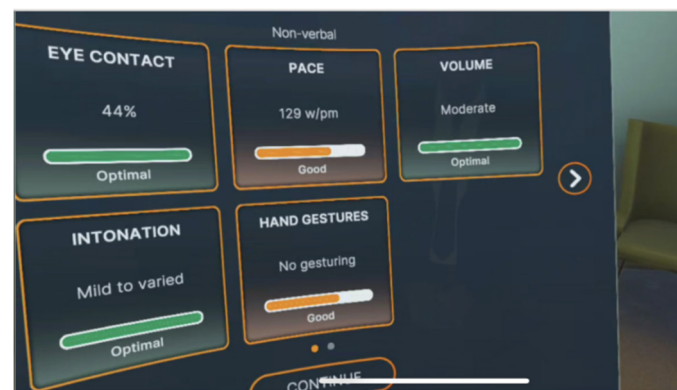 Non-verbal
EYE CONTACT
44%
Optimal
PACE
129 w/pm
Good
VOLUME
Moderate
Optimal
INTONATION
Mild to varied
Optimal
HAND GESTURES
No gesturing
Good
CONTINUE